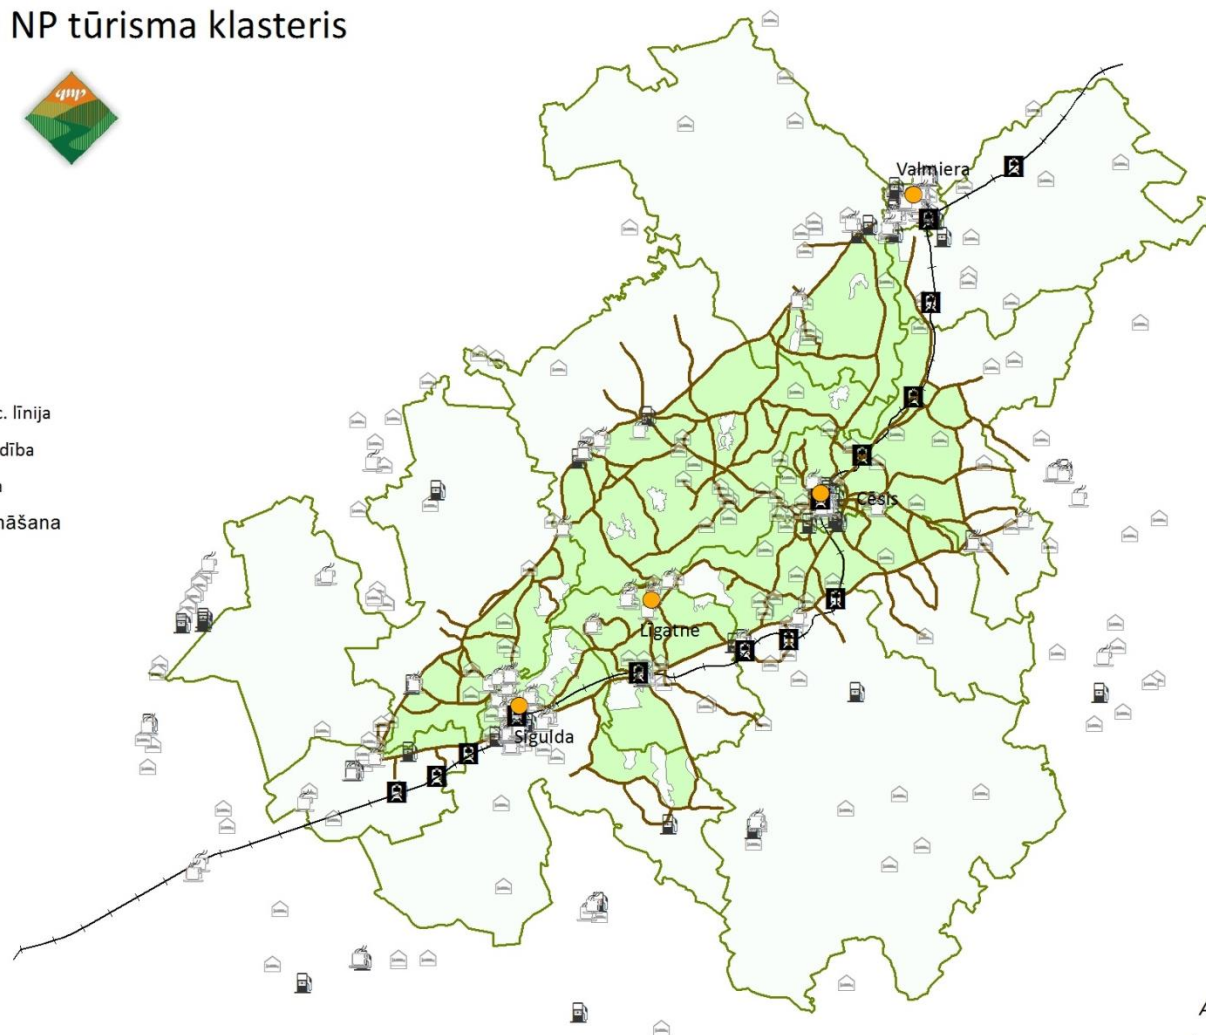 NP tūrisma klasteris
Valmiera
c. līnija
dība
Cēsis
nāšana
Līgatne
Sigulda